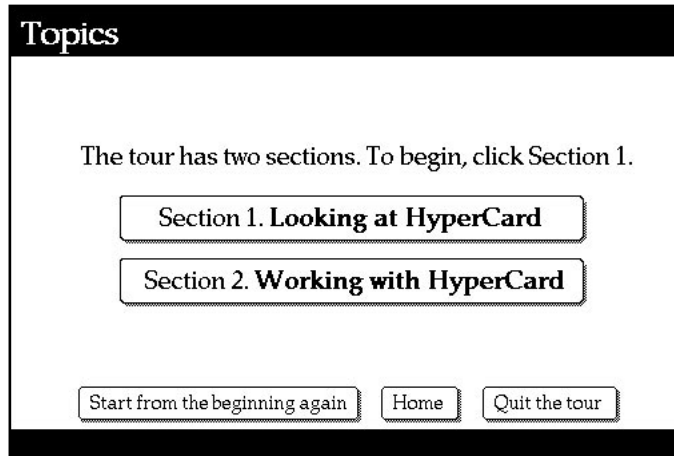 Topics
The tour has two sections. To begin, click Section 1.
Section 1. Looking at HyperCard
Section 2. Working with HyperCard
Start from the beginning again
Home
Quit the tour